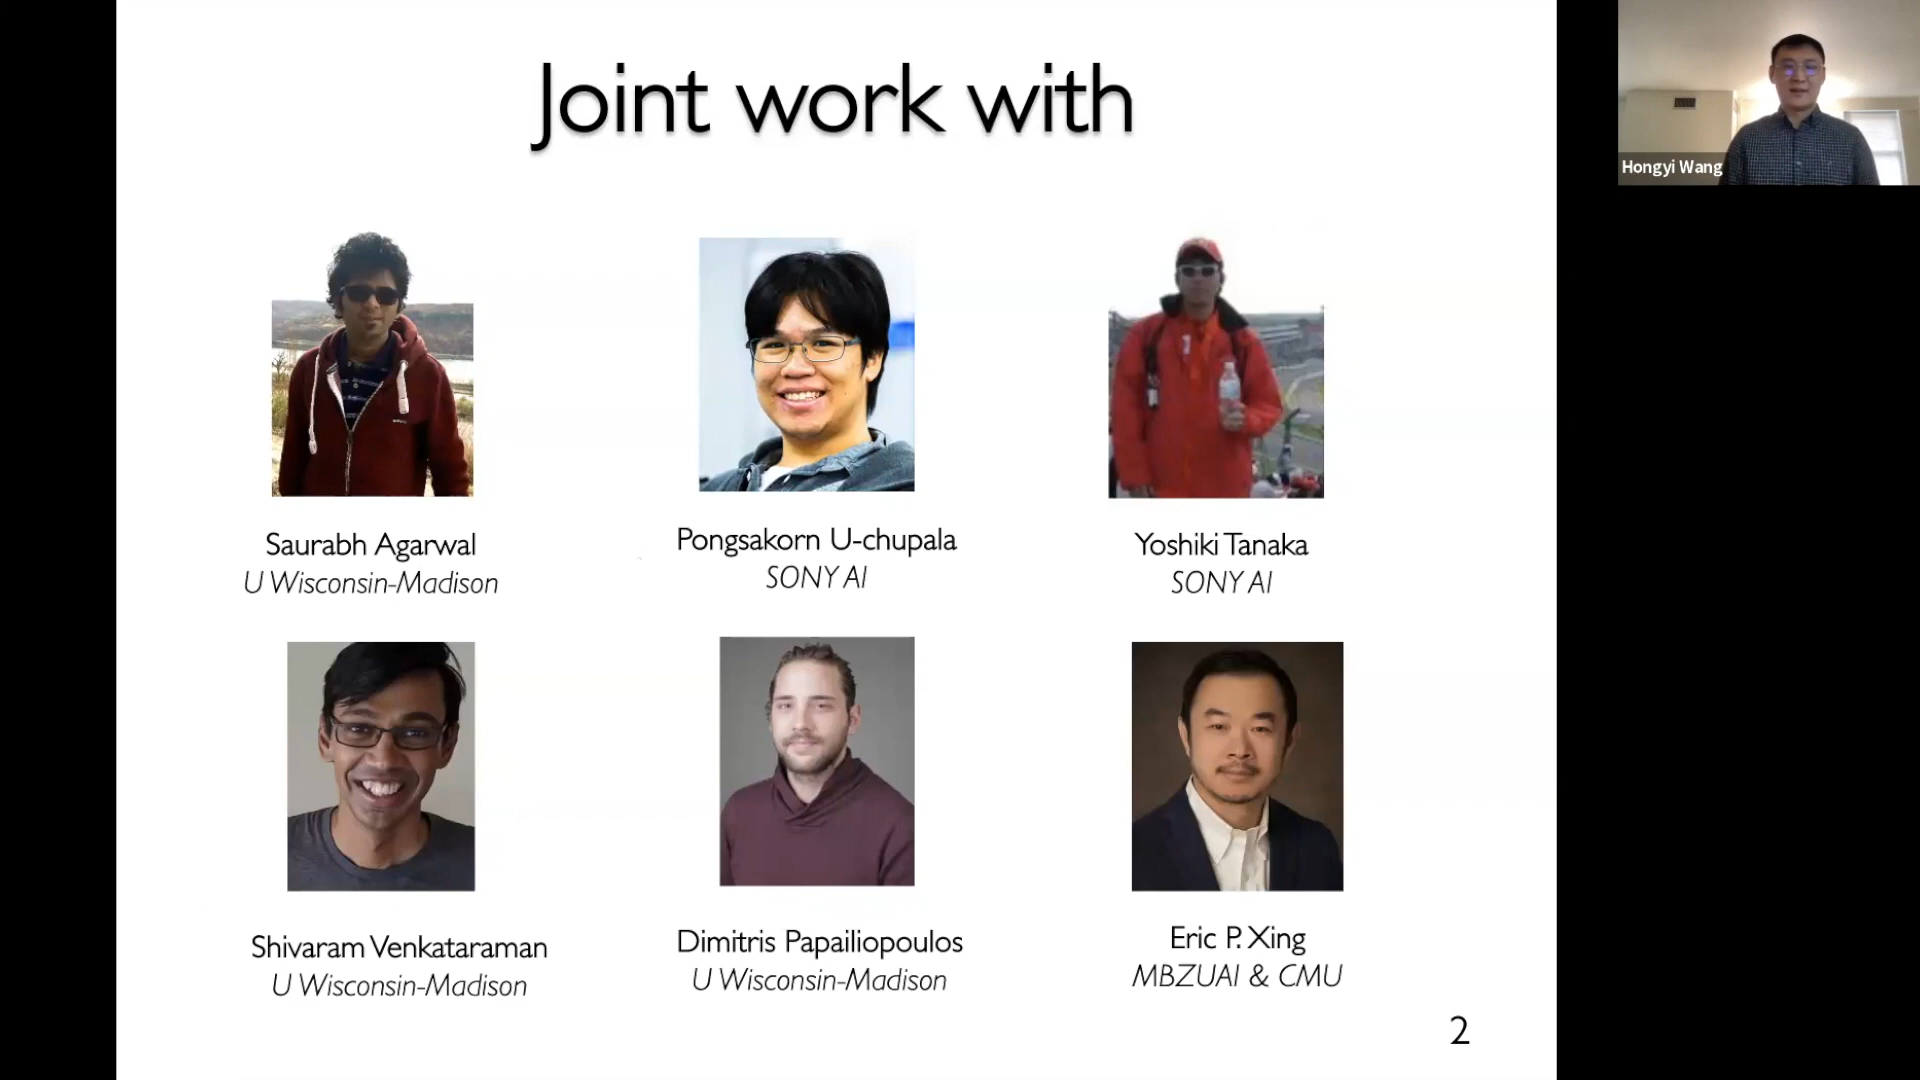 Joint work with
Hongyi Wang
Saurabh Agarwal
U Wisconsin-Madison
Pongsakorn U-chupala
SONY AI
Yoshiki Tanaka
SONY AI
Shivaram Venkataraman
U Wisconsin-Madison
Dimitris Papailiopoulos
U Wisconsin-Madison
Eric P. Xing
MBZUAI & CMU
2